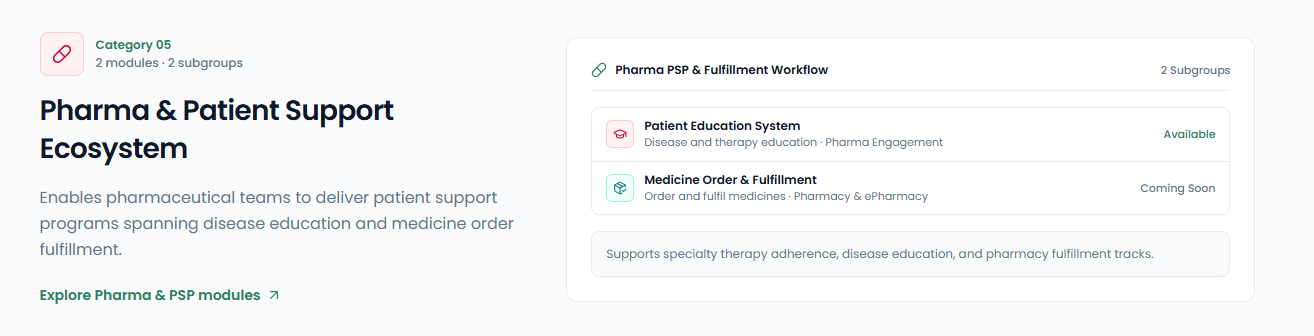 Category 05
2 modules · 2 subgroups
Pharma & Patient Support
Ecosystem
Enables pharmaceutical teams to deliver patient support
programs spanning disease education and medicine order
fulfillment.
Explore Pharma & PSP modules
Pharma PSP & Fulfillment Workflow
2 Subgroups
Patient Education System
Disease and therapy education · Pharma Engagement
Available
Medicine Order & Fulfillment
Order and fulfil medicines · Pharmacy & ePharmacy
Coming Soon
Supports specialty therapy adherence, disease education, and pharmacy fulfillment tracks.